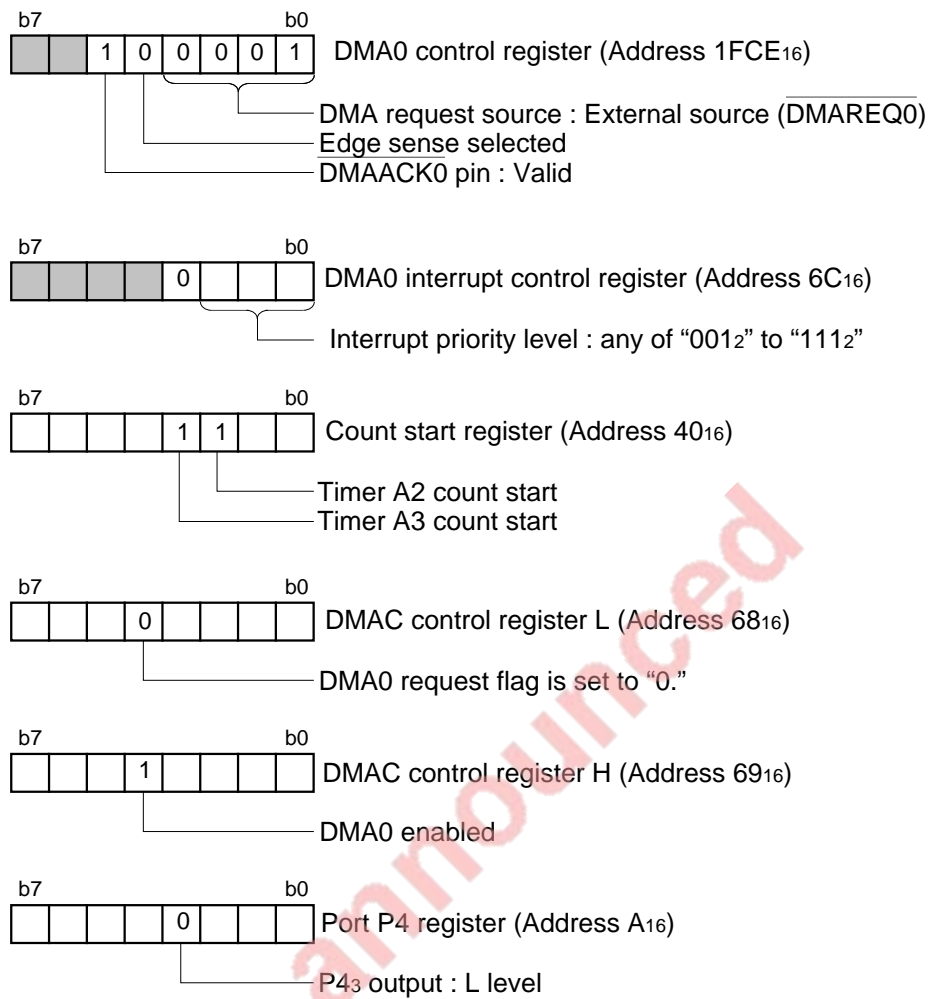 b7 b0
1 0 0 0 0 1 DMA0 control register (Address 1FCE16)
DMA request source : External source (DMAREQ0)
Edge sense selected
DMAACK0 pin : Valid
b7 b0
0 DMA0 interrupt control register (Address 6C16)
Interrupt priority level : any of “0012” to “1112”
b7 b0
1 1 Count start register (Address 4016)
Timer A2 count start
Timer A3 count start
b7 b0
0 DMAC control register L (Address 6816)
DMA0 request flag is set to “0.”
b7 b0
1 DMAC control register H (Address 6916)
DMA0 enabled
b7 b0
0 Port P4 register (Address A16)
P43 output : L level
announced